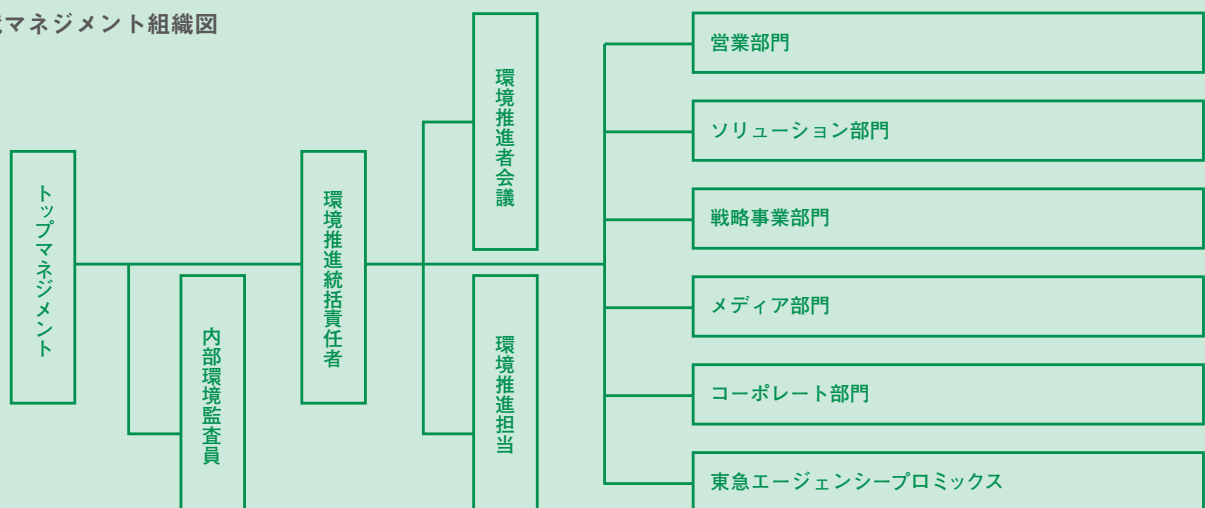 マネジメント組織図
トップマネジメント
内部環境監査員
環境推進統括責任者
環境推進者会議
環境推進担当
営業部門
ソリューション部門
戦略事業部門
メディア部門
コーポレート部門
東急エージェンシープロミックス